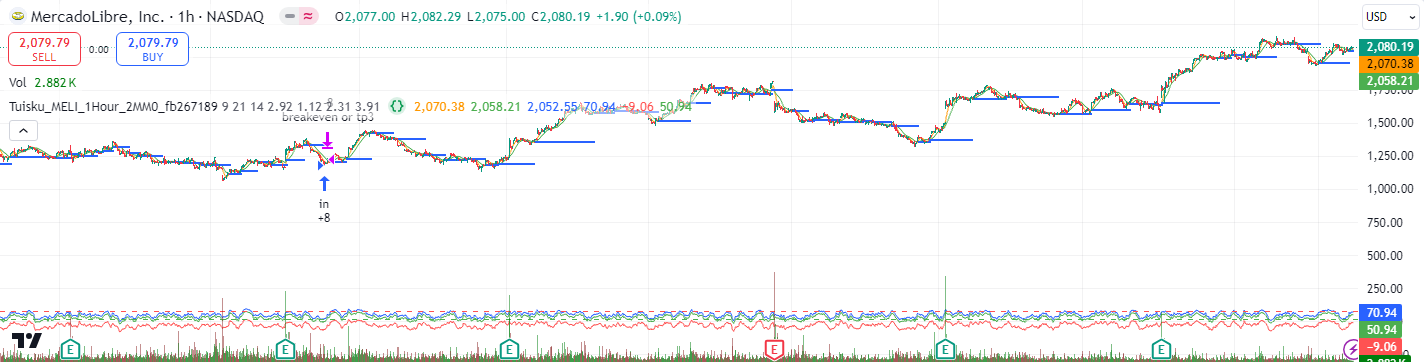 MercadoLibre, Inc. · 1h · NASDAQ O2,077.00 H2,082.29 L2,075.00 C2,080.19 +1.90 (+0.09%)
USD
2,079.79 SELL
0.00
2,079.79 BUY
2,080.19
2,070.38
2,058.21
Vol 2.882 K
Tuisku_MELI_1Hour_2MM0_fb267189 9 21 14 2.92 1.12 2.31 3.91 2,070.38 2,058.21 2,052.55 70.94 −9.06 50.94
breakeven or tp3
1,500.00
1,250.00
1,000.00
in
+8
750.00
500.00
250.00
70.94
50.94
−9.06
E E E E E E